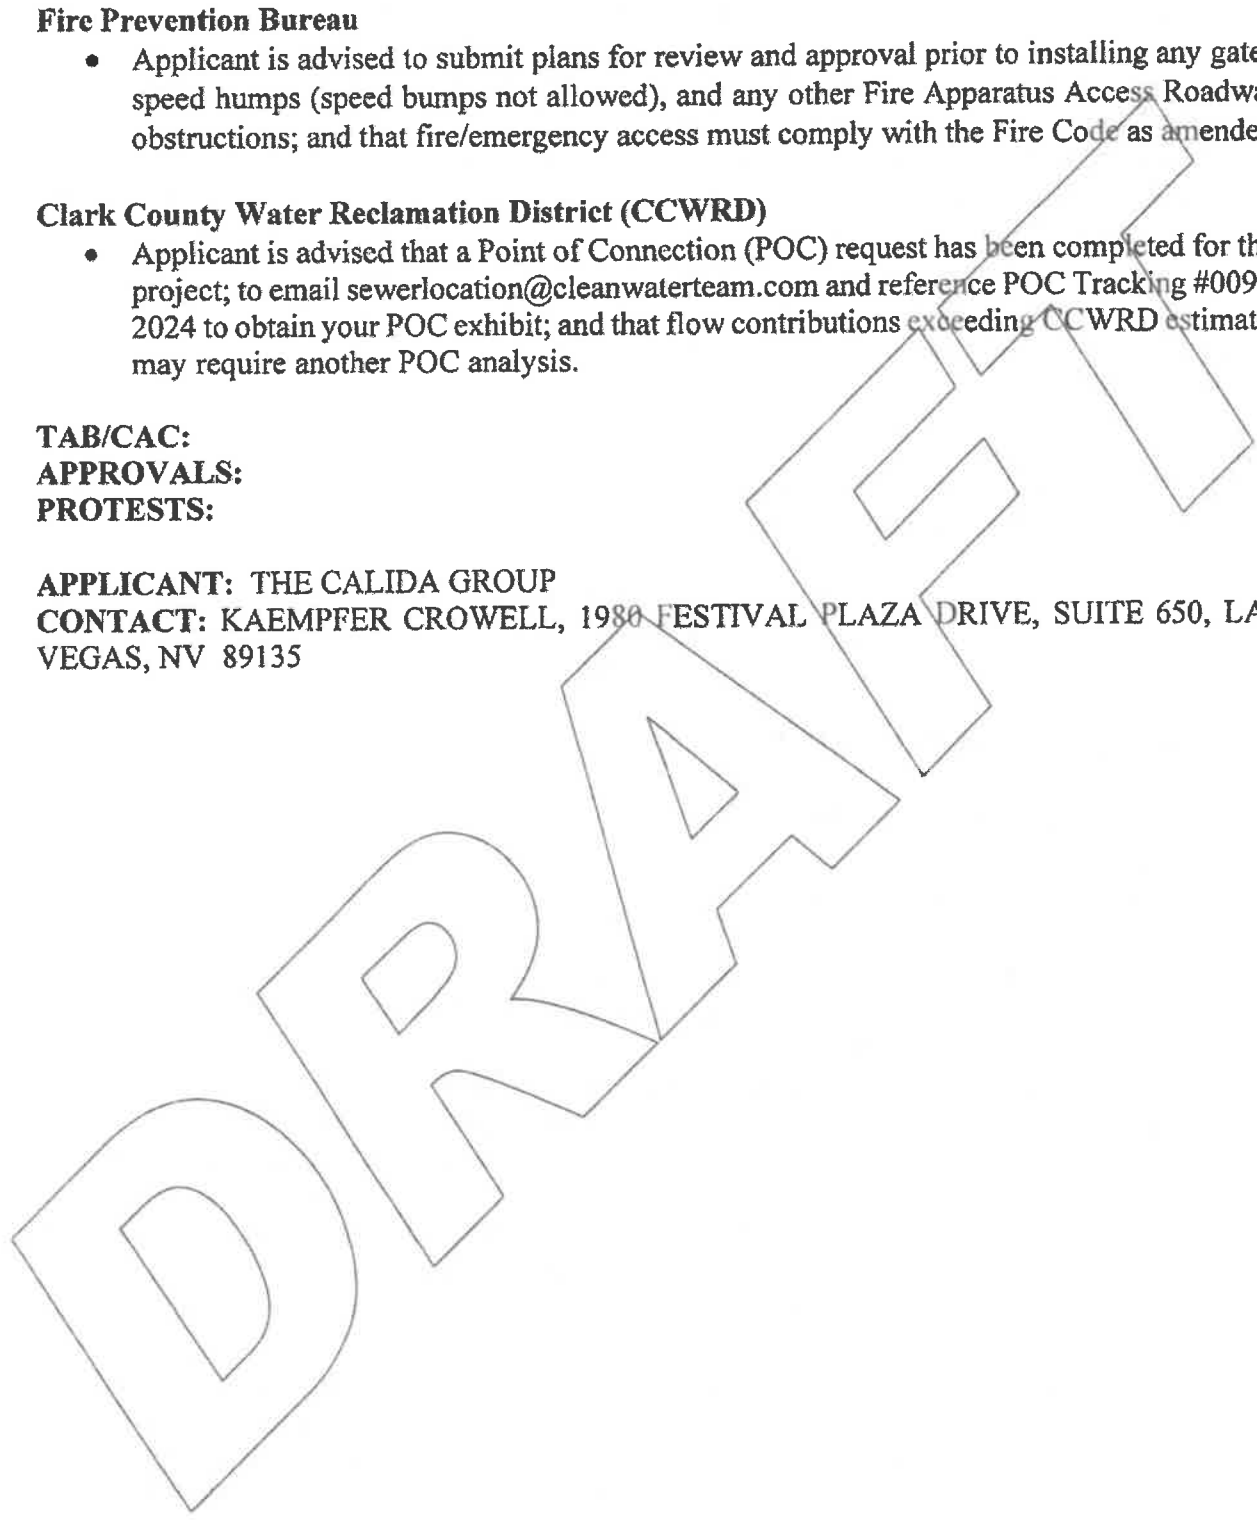 Fire Prevention Bureau
• Applicant is advised to submit plans for review and approval prior to installing any gate
speed humps (speed bumps not allowed), and any other Fire Apparatus Access Roadwa
obstructions; and that fire/emergency access must comply with the Fire Code as amende
Clark County Water Reclamation District (CCWRD)
• Applicant is advised that a Point of Connection (POC) request has been completed for th
project; to email sewerlocation@cleanwaterteam.com and reference POC Tracking #009
2024 to obtain your POC exhibit; and that flow contributions exceeding CCWRD estimat
may require another POC analysis.
TAB/CAC:
APPROVALS:
PROTESTS:
APPLICANT: THE CALIDA GROUP
CONTACT: KAEMPFER CROWELL, 1980 FESTIVAL PLAZA DRIVE, SUITE 650, LA
VEGAS, NV 89135
DRAFT